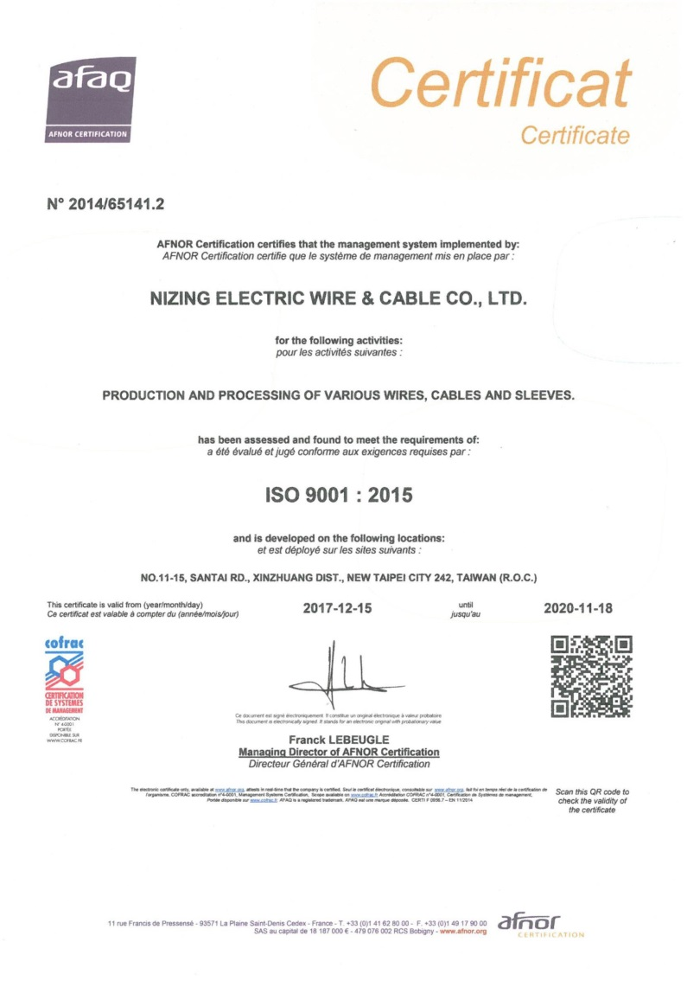 afaq
AFNOR CERTIFICATION
Certificat
Certificate
N° 2014/65141.2
AFNOR Certification certifies that the management system implemented by:
AFNOR Certification certifie que le système de management mis en place par :
NIZING ELECTRIC WIRE & CABLE CO., LTD.
for the following activities:
pour les activités suivantes :
PRODUCTION AND PROCESSING OF VARIOUS WIRES, CABLES AND SLEEVES.
has been assessed and found to meet the requirements of:
a été évalué et jugé conforme aux exigences requises par :
ISO 9001 : 2015
and is developed on the following locations:
et est déployé sur les sites suivants :
NO.11-15, SANTAI RD., XINZHUANG DIST., NEW TAIPEI CITY 242, TAIWAN (R.O.C.)
This certificate is valid from (year/month/day)
Ce certificat est valable à compter du (année/mois/jour)
2017-12-15
until
jusqu'au
2020-11-18
cofrac
CERTIFICATION
DE SYSTEMES
DE MANAGEMENT
ACCRÉDITATION
N° 4-0001
PORTÉE
DISPONIBLE SUR
WWW.COFRAC.FR
Ce document est signé électroniquement. Il constitue un original électronique à valeur probatoire
This document is electronically signed. It stands for an electronic original with probationary value
Franck LEBEUGLE
Managing Director of AFNOR Certification
Directeur Général d'AFNOR Certification
The electronic certificate only, available at www.afnor.org, attests in real-time that the company is certified. Seul le certificat électronique, consultable sur www.afnor.org, fait foi en temps réel de la certification de
l'organisme. COFRAC accreditation n°4-0001, Management Systems Certification, Scope available on www.cofrac.fr Accréditation COFRAC n°4-0001, Certification de Systèmes de management,
Portée disponible sur www.cofrac.fr. AFAQ is a registered trademark. AFAQ est une marque déposée. CERTI F 0956.7 – EN 11/2014
Scan this QR code to
check the validity of
the certificate
11 rue Francis de Pressensé - 93571 La Plaine Saint-Denis Cedex - France - T. +33 (0)1 41 62 80 00 - F. +33 (0)1 49 17 90 00
SAS au capital de 18 187 000 € - 479 076 002 RCS Bobigny - www.afnor.org
afnor
CERTIFICATION